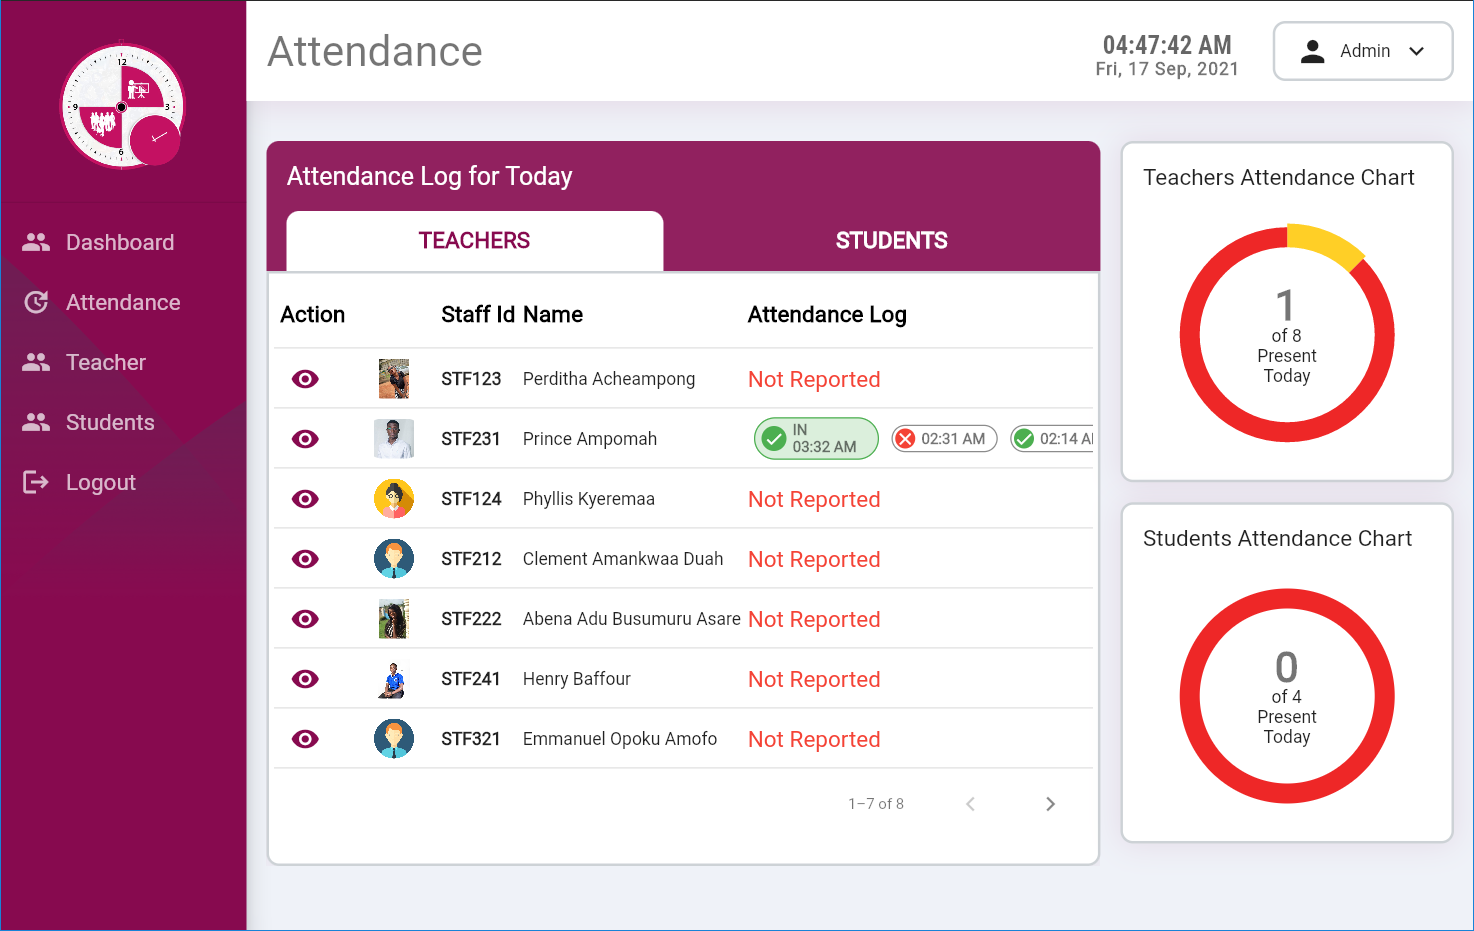 12
3
6
9
Dashboard
Attendance
Teacher
Students
Logout
Attendance
04:47:42 AM
Fri, 17 Sep, 2021
Admin
Attendance Log for Today
TEACHERS STUDENTS
Action Staff Id Name Attendance Log
STF123 Perditha Acheampong Not Reported
STF231 Prince Ampomah IN 03:32 AM 02:31 AM 02:14 A
STF124 Phyllis Kyeremaa Not Reported
STF212 Clement Amankwaa Duah Not Reported
STF222 Abena Adu Busumuru Asare Not Reported
STF241 Henry Baffour Not Reported
STF321 Emmanuel Opoku Amofo Not Reported
1–7 of 8
Teachers Attendance Chart
1
of 8
Present
Today
Students Attendance Chart
0
of 4
Present
Today